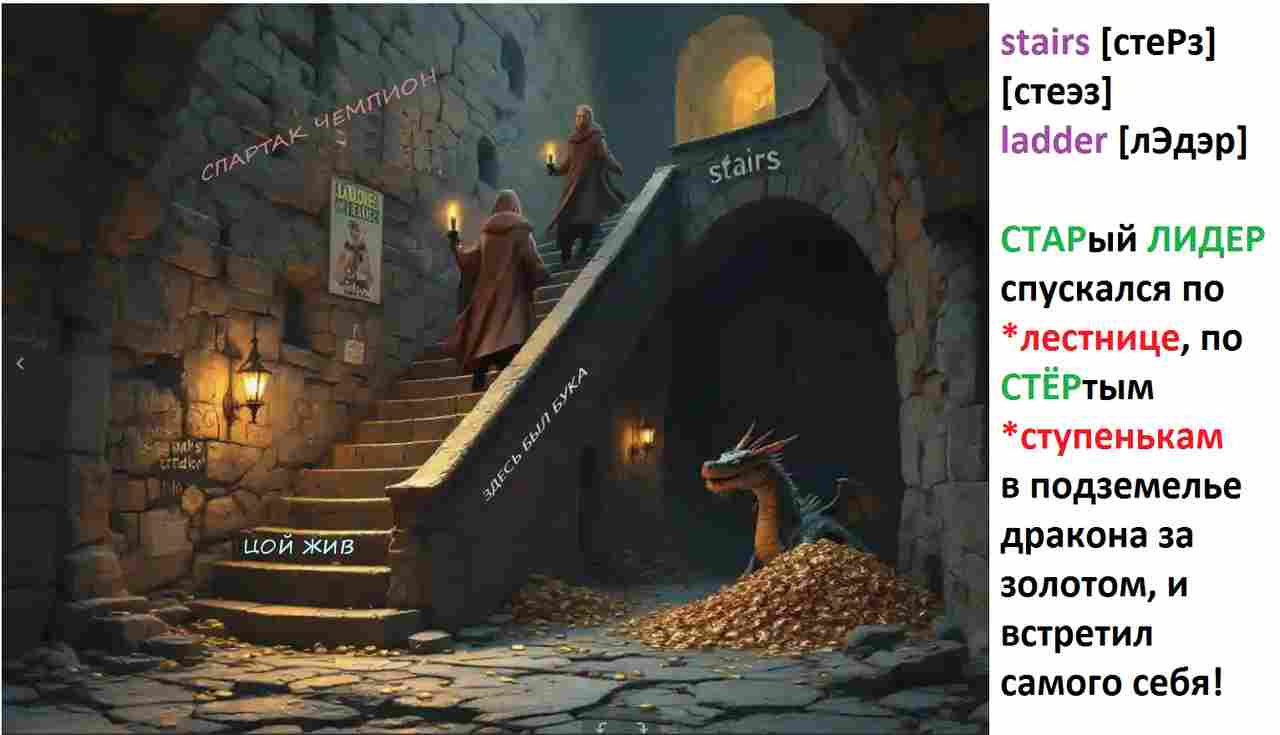 СПАРТАК ЧЕМПИОН
stairs
ЗДЕСЬ БЫЛ БУКА
ЦОЙ ЖИВ
stairs [стеРз]
[стеэз]
ladder [лЭдэр]
СТАРый ЛИДЕР
спускался по
*лестнице, по
СТЁРтым
*ступенькам
в подземелье
дракона за
золотом, и
встретил
самого себя!